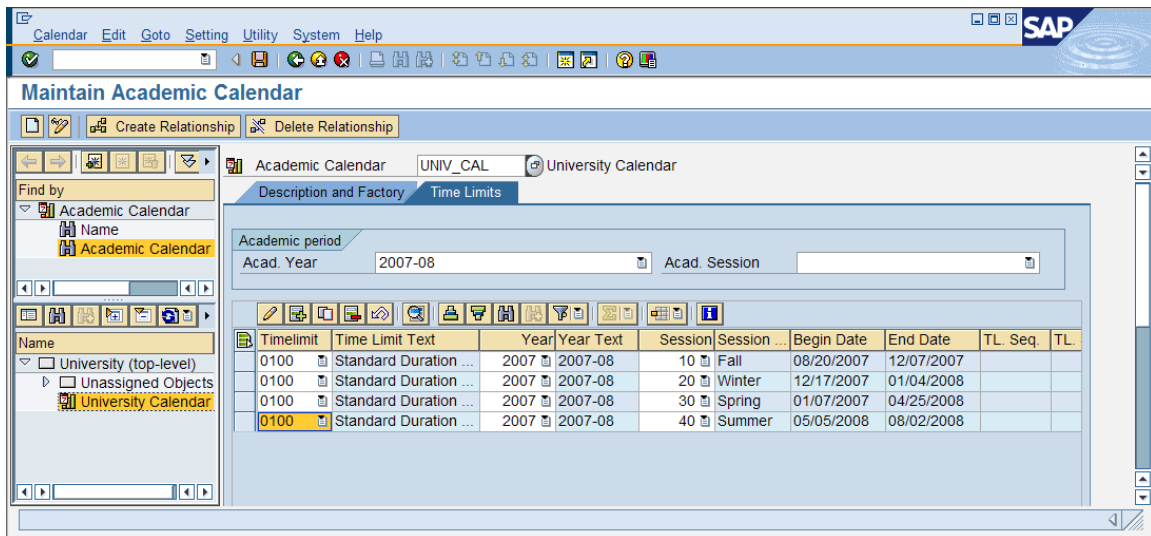 Calendar Edit Goto Setting Utility System Help
SAP
Maintain Academic Calendar
Create Relationship Delete Relationship
Find by
Academic Calendar
Name
Academic Calendar
Name
University (top-level)
Unassigned Objects
University Calendar
Academic Calendar UNIV_CAL University Calendar
Description and Factory Time Limits
Academic period
Acad. Year 2007-08 Acad. Session
Timelimit Time Limit Text Year Year Text Session Session ... Begin Date End Date TL. Seq. TL.
0100 Standard Duration ... 2007 2007-08 10 Fall 08/20/2007 12/07/2007
0100 Standard Duration ... 2007 2007-08 20 Winter 12/17/2007 01/04/2008
0100 Standard Duration ... 2007 2007-08 30 Spring 01/07/2007 04/25/2008
0100 Standard Duration ... 2007 2007-08 40 Summer 05/05/2008 08/02/2008